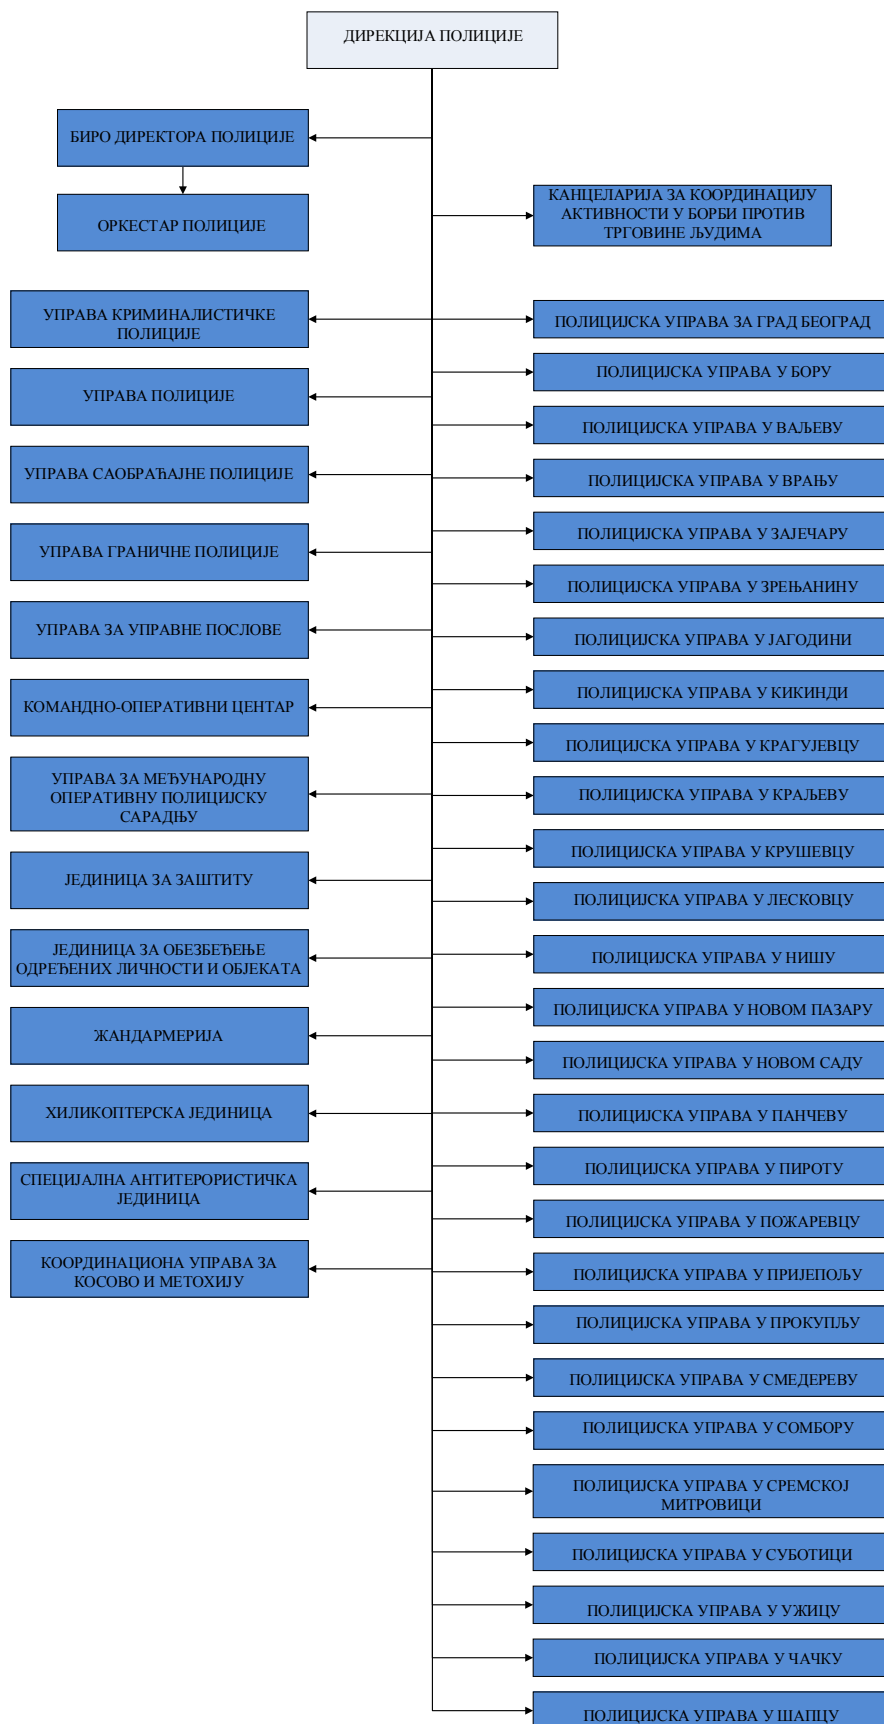 ДИРЕКЦИЈА ПОЛИЦИЈЕ
БИРО ДИРЕКТОРА ПОЛИЦИЈЕ
ОРКЕСТАР ПОЛИЦИЈЕ
КАНЦЕЛАРИЈА ЗА КООРДИНАЦИЈУ
АКТИВНОСТИ У БОРБИ ПРОТИВ
ТРГОВИНЕ ЉУДИМА
УПРАВА КРИМИНАЛИСТИЧКЕ
ПОЛИЦИЈЕ
УПРАВА ПОЛИЦИЈЕ
УПРАВА САОБРАЋАЈНЕ ПОЛИЦИЈЕ
УПРАВА ГРАНИЧНЕ ПОЛИЦИЈЕ
УПРАВА ЗА УПРАВНЕ ПОСЛОВЕ
КОМАНДНО-ОПЕРАТИВНИ ЦЕНТАР
УПРАВА ЗА МЕЂУНАРОДНУ
ОПЕРАТИВНУ ПОЛИЦИЈСКУ
САРАДЊУ
ЈЕДИНИЦА ЗА ЗАШТИТУ
ЈЕДИНИЦА ЗА ОБЕЗБЕЂЕЊЕ
ОДРЕЂЕНИХ ЛИЧНОСТИ И ОБЈЕКАТА
ЖАНДАРМЕРИЈА
ХИЛИКОПТЕРСКА ЈЕДИНИЦА
СПЕЦИЈАЛНА АНТИТЕРОРИСТИЧКА
ЈЕДИНИЦА
КООРДИНАЦИОНА УПРАВА ЗА
КОСОВО И МЕТОХИЈУ
ПОЛИЦИЈСКА УПРАВА ЗА ГРАД БЕОГРАД
ПОЛИЦИЈСКА УПРАВА У БОРУ
ПОЛИЦИЈСКА УПРАВА У ВАЉЕВУ
ПОЛИЦИЈСКА УПРАВА У ВРАЊУ
ПОЛИЦИЈСКА УПРАВА У ЗАЈЕЧАРУ
ПОЛИЦИЈСКА УПРАВА У ЗРЕЊАНИНУ
ПОЛИЦИЈСКА УПРАВА У ЈАГОДИНИ
ПОЛИЦИЈСКА УПРАВА У КИКИНДИ
ПОЛИЦИЈСКА УПРАВА У КРАГУЈЕВЦУ
ПОЛИЦИЈСКА УПРАВА У КРАЉЕВУ
ПОЛИЦИЈСКА УПРАВА У КРУШЕВЦУ
ПОЛИЦИЈСКА УПРАВА У ЛЕСКОВЦУ
ПОЛИЦИЈСКА УПРАВА У НИШУ
ПОЛИЦИЈСКА УПРАВА У НОВОМ ПАЗАРУ
ПОЛИЦИЈСКА УПРАВА У НОВОМ САДУ
ПОЛИЦИЈСКА УПРАВА У ПАНЧЕВУ
ПОЛИЦИЈСКА УПРАВА У ПИРОТУ
ПОЛИЦИЈСКА УПРАВА У ПОЖАРЕВЦУ
ПОЛИЦИЈСКА УПРАВА У ПРИЈЕПОЉУ
ПОЛИЦИЈСКА УПРАВА У ПРОКУПЉУ
ПОЛИЦИЈСКА УПРАВА У СМЕДЕРЕВУ
ПОЛИЦИЈСКА УПРАВА У СОМБОРУ
ПОЛИЦИЈСКА УПРАВА У СРЕМСКОЈ
МИТРОВИЦИ
ПОЛИЦИЈСКА УПРАВА У СУБОТИЦИ
ПОЛИЦИЈСКА УПРАВА У УЖИЦУ
ПОЛИЦИЈСКА УПРАВА У ЧАЧКУ
ПОЛИЦИЈСКА УПРАВА У ШАПЦУ